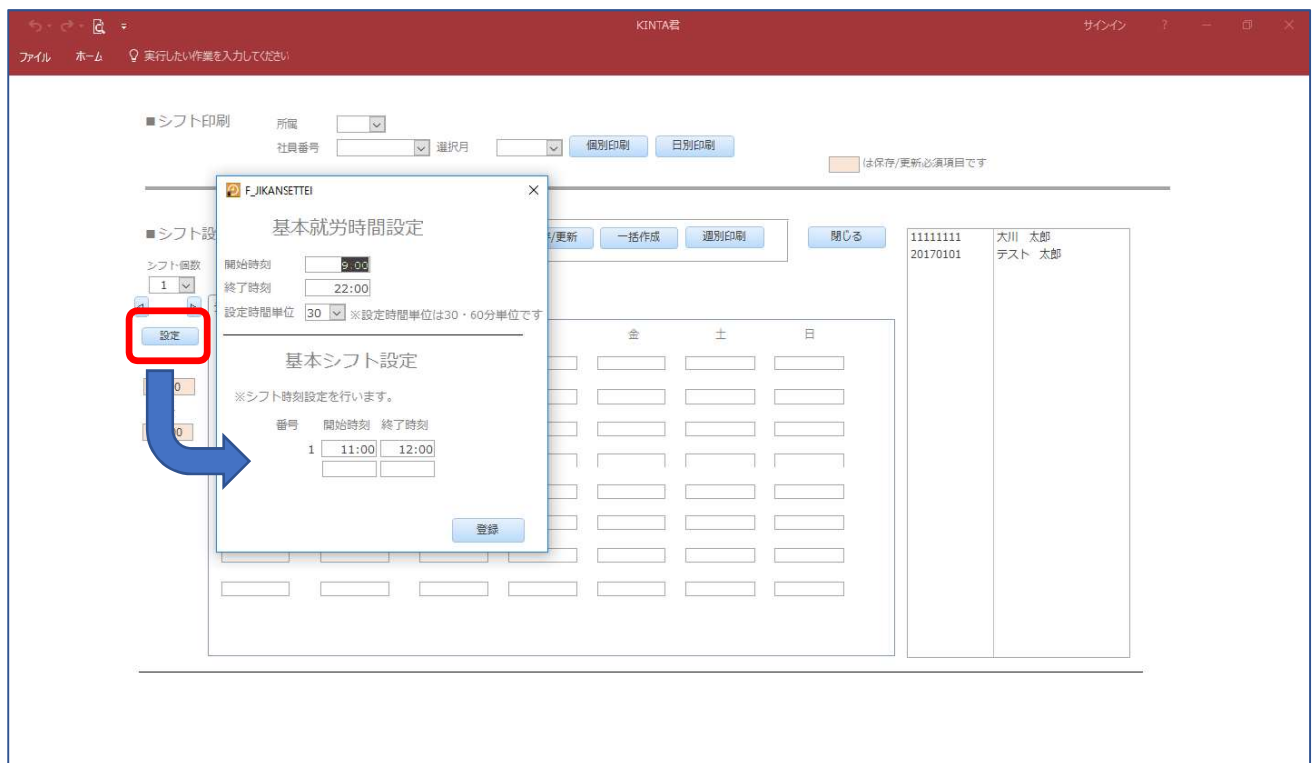 KINTA君
サインイン ?
ファイル ホーム 実行したい作業を入力してください
■シフト印刷 所属
社員番号 選択月 個別印刷 日別印刷
は保存/更新必須項目です
F_JIKANSETTEI
基本就労時間設定
開始時刻 9:00
終了時刻 22:00
設定時間単位 30 ※設定時間単位は30・60分単位です
基本シフト設定
※シフト時刻設定を行います。
番号 開始時刻 終了時刻
1 11:00 12:00
登録
■シフト設
/更新 一括作成 週別印刷 閉じる
シフト個数
1
設定
金 土 日
11111111 大川 太郎
20170101 テスト 太郎